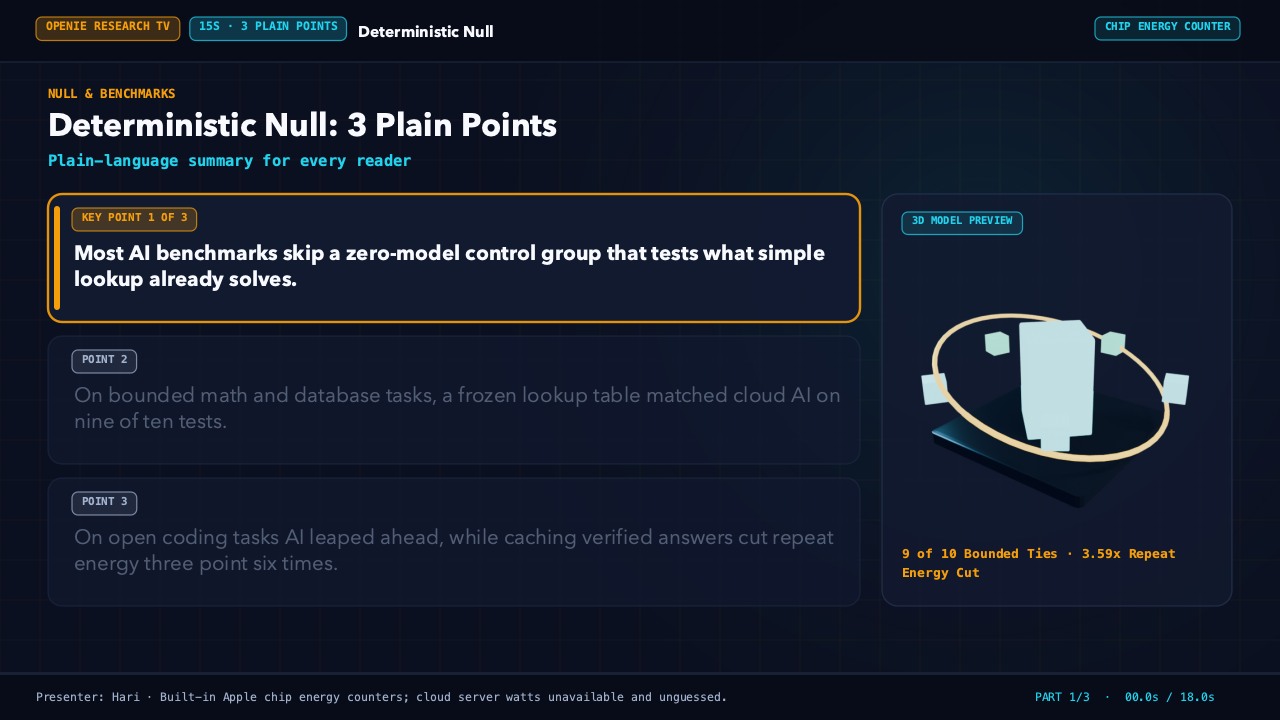 OPENIE RESEARCH TV
15S · 3 PLAIN POINTS
Deterministic Null
CHIP ENERGY COUNTER
NULL & BENCHMARKS
Deterministic Null: 3 Plain Points
Plain-language summary for every reader
KEY POINT 1 OF 3
Most AI benchmarks skip a zero-model control group that tests what simple
lookup already solves.
POINT 2
On bounded math and database tasks, a frozen lookup table matched cloud AI on
nine of ten tests.
POINT 3
On open coding tasks AI leaped ahead, while caching verified answers cut repeat
energy three point six times.
3D MODEL PREVIEW
9 of 10 Bounded Ties · 3.59x Repeat
Energy Cut
Presenter: Hari · Built-in Apple chip energy counters; cloud server watts unavailable and unguessed.
PART 1/3 · 00.0s / 18.0s